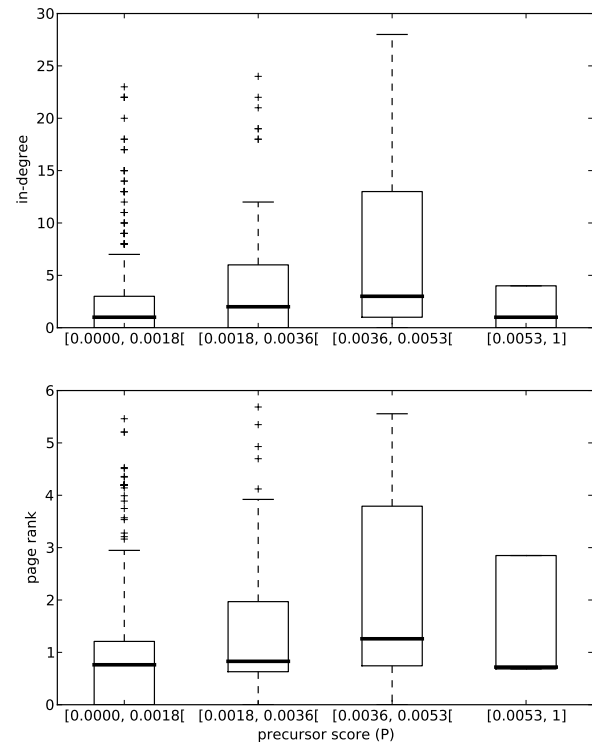 30
25
20
15
10
5
0
in-degree
[0.0000, 0.0018[ [0.0018, 0.0036[ [0.0036, 0.0053[ [0.0053, 1]
6
5
4
3
2
1
0
page rank
[0.0000, 0.0018[ [0.0018, 0.0036[ [0.0036, 0.0053[ [0.0053, 1]
precursor score (P)